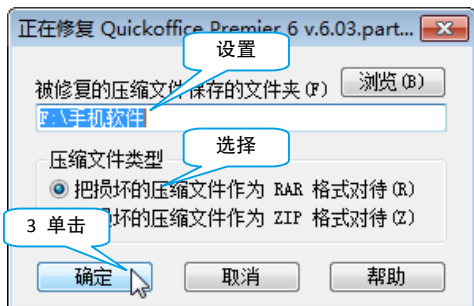 正在修复 Quickoffice Premier 6 v.6.03.part...
设置
被修复的压缩文件保存的文件夹(F)
浏览(B)
F:\手机软件
压缩文件类型
选择
把损坏的压缩文件作为 RAR 格式对待(R)
坏的压缩文件作为 ZIP 格式对待(Z)
3 单击
确定
取消
帮助